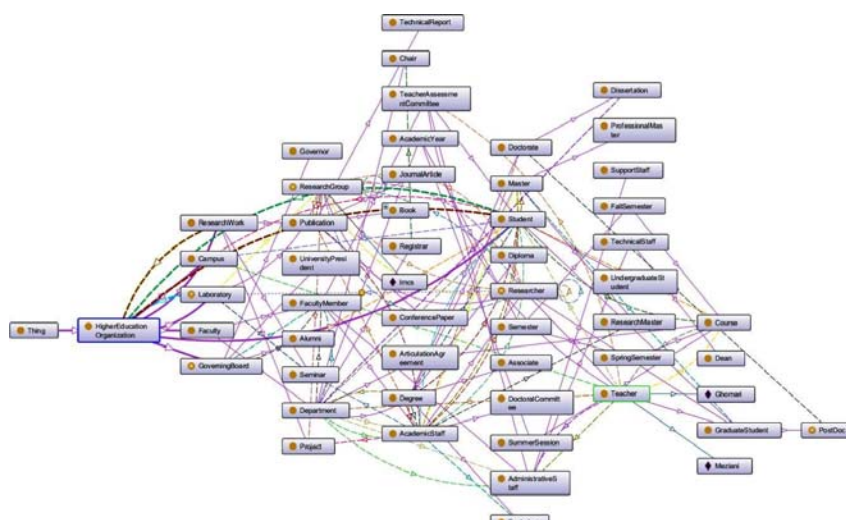 TechnicalReport
Chair
TeacherAssessme
ntCommittee
AcademicYear
JournalArticle
Book
Registrar
lmcs
ConferencePaper
ArticulationAgr
eement
Degree
AcademicStaff
Governor
ResearchGroup
Publication
UniversityPresi
dent
FacultyMember
Alumni
Seminar
Department
Project
ResearchWork
Campus
Laboratory
Faculty
GoverningBoard
Thing
HigherEducation
Organization
Doctorate
Master
Student
Diploma
Researcher
Semester
Associate
DoctoralCommitt
ee
SummerSession
AdministrativeS
taff
Dissertation
ProfessionalMas
ter
SupportStaff
FallSemester
TechnicalStaff
UndergraduateSt
udent
ResearchMaster
SpringSemester
Teacher
Course
Dean
Ghomari
GraduateStudent
Meziani
PostDoc